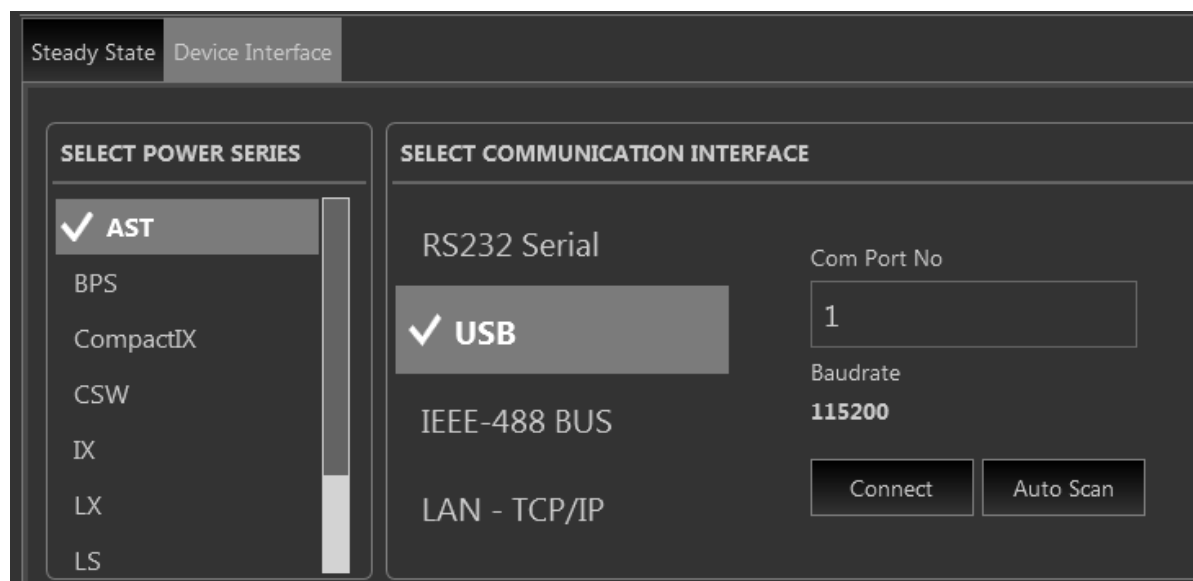 Steady State Device Interface
SELECT POWER SERIES
AST
BPS
CompactIX
CSW
IX
LX
LS
SELECT COMMUNICATION INTERFACE
RS232 Serial
USB
IEEE-488 BUS
LAN - TCP/IP
Com Port No
1
Baudrate
115200
Connect Auto Scan